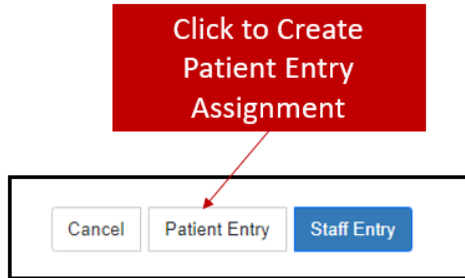 Click to Create
Patient Entry
Assignment
Cancel Patient Entry Staff Entry